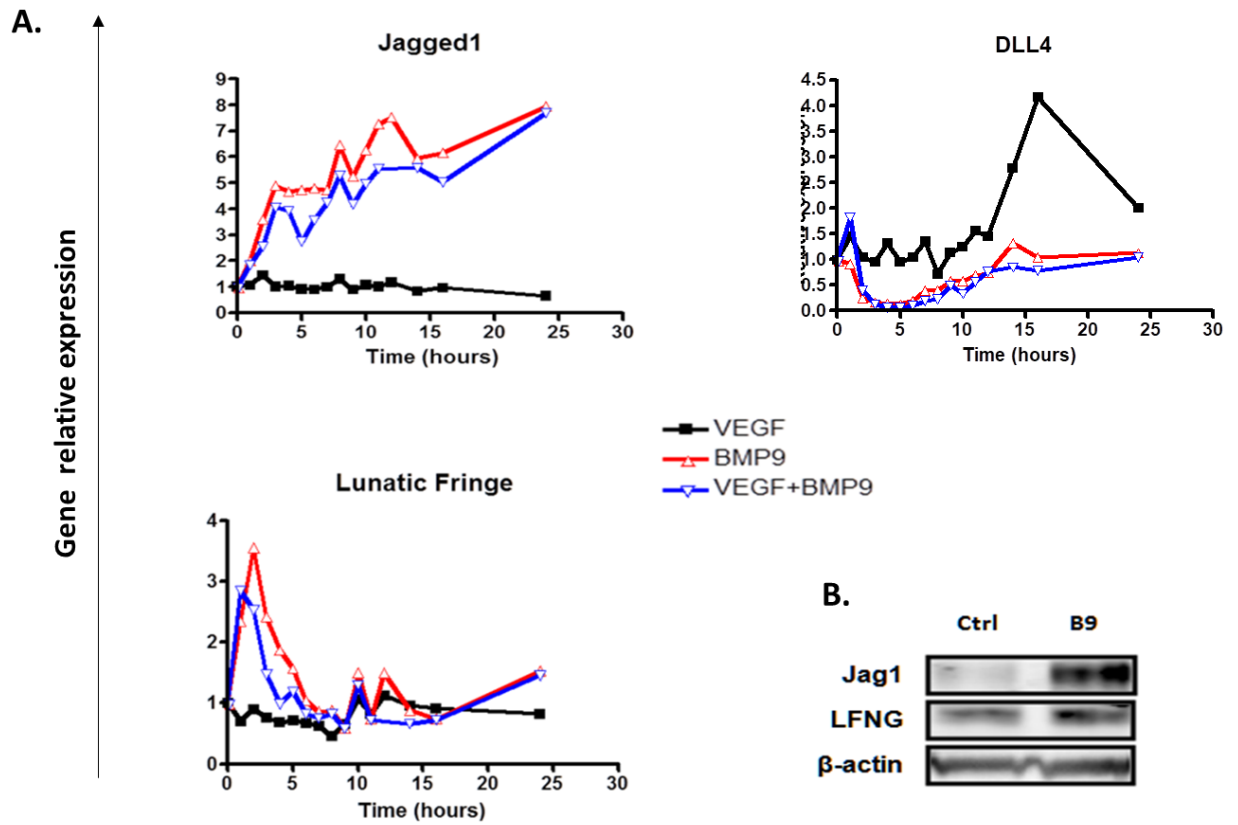 A.
Gene relative expression
Jagged1
9
8
7
6
5
4
3
2
1
0
0 5 10 15 20 25 30
Time (hours)
DLL4
4.5
4.0
3.5
3.0
2.5
2.0
1.5
1.0
0.5
0.0
0 5 10 15 20 25 30
Time (hours)
VEGF
BMP9
VEGF+BMP9
Lunatic Fringe
4
3
2
1
0
0 5 10 15 20 25 30
Time (hours)
B.
Ctrl B9
Jag1
LFNG
β-actin